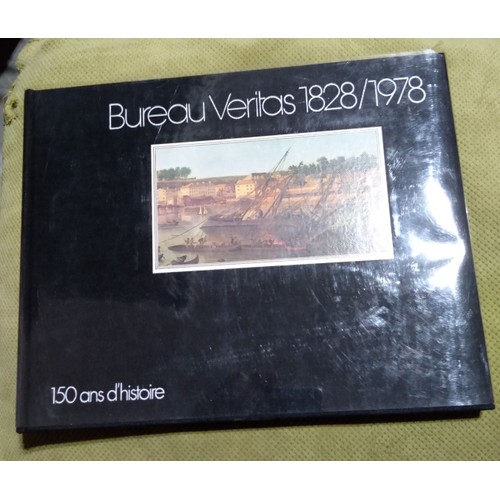 Bureau Veritas 1828/1978
150 ans d'histoire